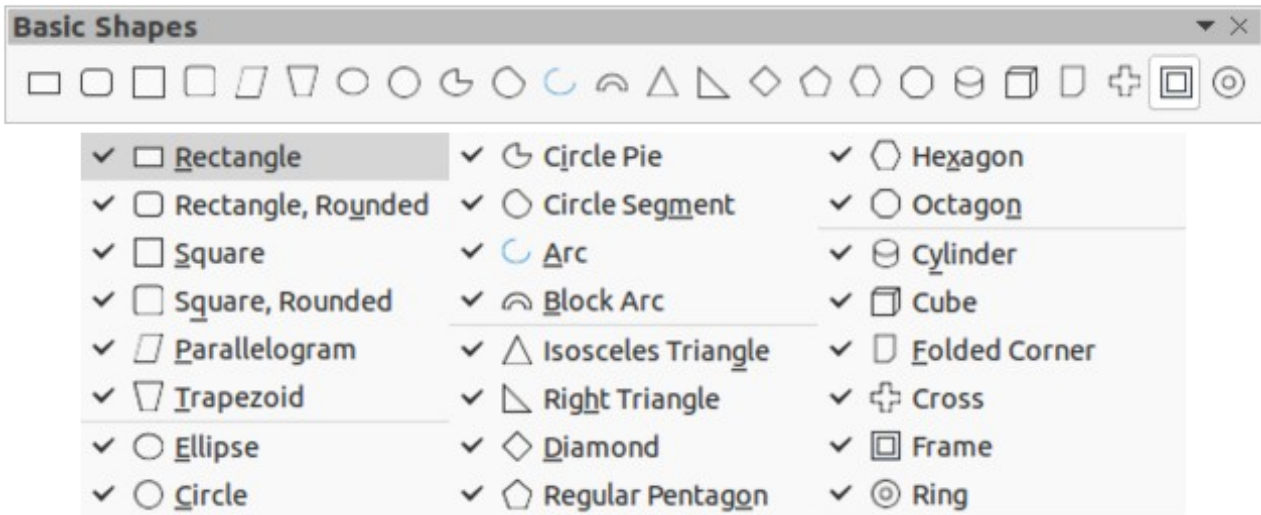 Basic Shapes
Rectangle
Rectangle, Rounded
Square
Square, Rounded
Parallelogram
Trapezoid
Ellipse
Circle
Circle Pie
Circle Segment
Arc
Block Arc
Isosceles Triangle
Right Triangle
Diamond
Regular Pentagon
Hexagon
Octagon
Cylinder
Cube
Folded Corner
Cross
Frame
Ring